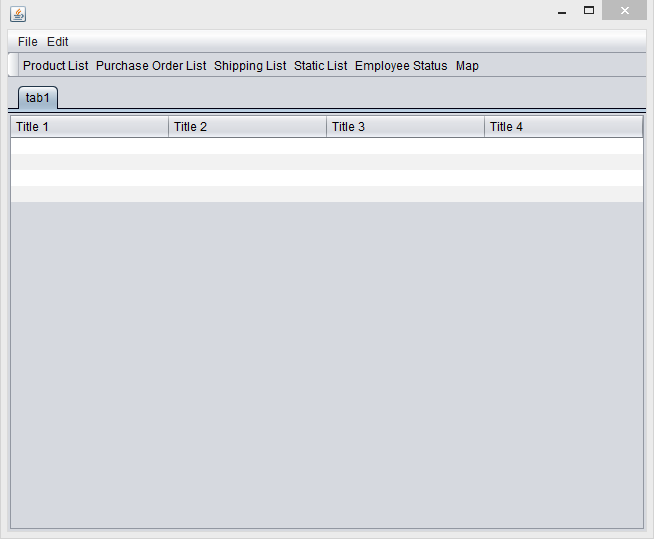 File Edit
Product List Purchase Order List Shipping List Static List Employee Status Map
tab1
Title 1 Title 2 Title 3 Title 4